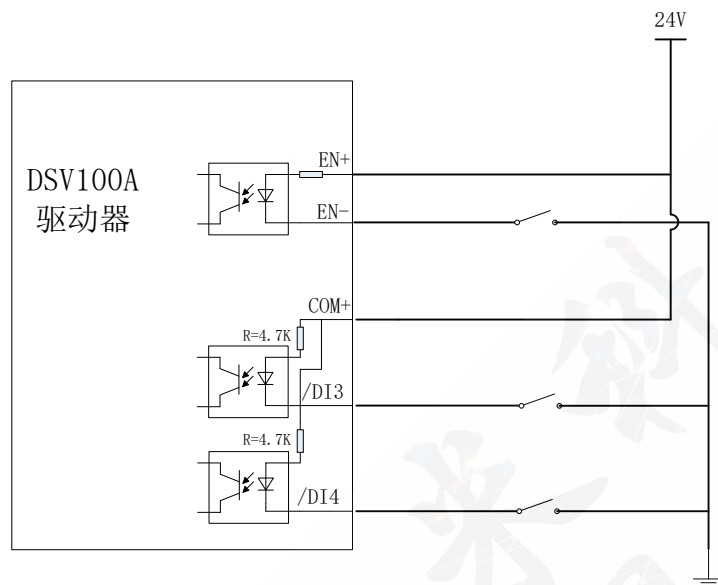 24V
DSV100A
驱动器
EN+
EN-
COM+
R=4.7K
/DI3
R=4.7K
/DI4